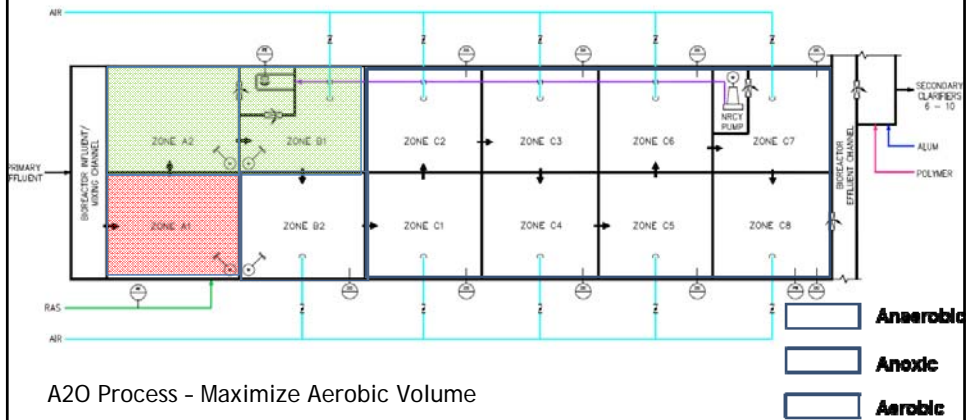 AIR
ZONE A2
ZONE B1
ZONE C2
ZONE C3
ZONE C6
NRCY
PUMP
ZONE C7
SECONDARY
CLARIFIERS
6 - 10
PRIMARY
EFFLUENT
BIOREACTOR INFLUENT/
MIXING CHANNEL
BIOREACTOR
EFFLUENT CHANNEL
ALUM
POLYMER
ZONE A1
ZONE B2
ZONE C1
ZONE C4
ZONE C5
ZONE C8
RAS
AIR
Anaerobic
Anoxic
Aerobic
A2O Process - Maximize Aerobic Volume